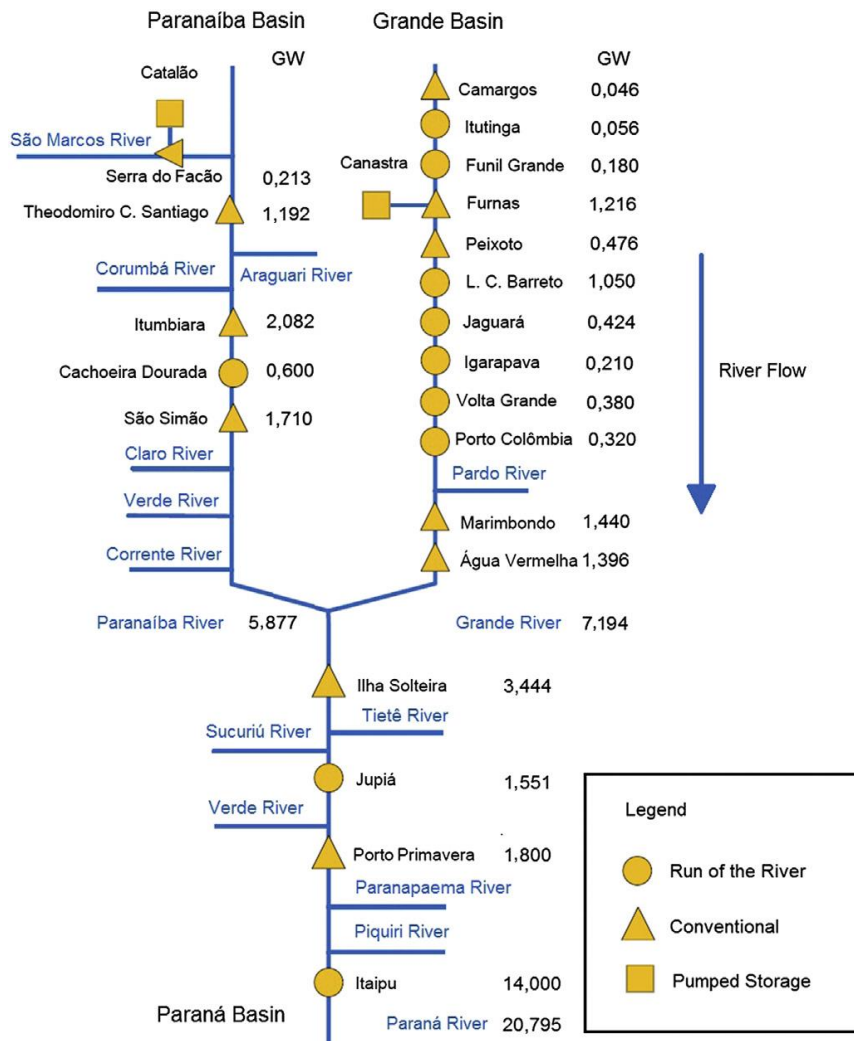 Paranaíba Basin
GW
Catalão
São Marcos River
Serra do Facão 0,213
Theodomiro C. Santiago 1,192
Corumbá River
Araguari River
Itumbiara 2,082
Cachoeira Dourada 0,600
São Simão 1,710
Claro River
Verde River
Corrente River
Paranaíba River 5,877
Grande Basin
GW
Camargos 0,046
Itutinga 0,056
Canastra
Funil Grande 0,180
Furnas 1,216
Peixoto 0,476
L. C. Barreto 1,050
Jaguará 0,424
Igarapava 0,210
Volta Grande 0,380
Porto Colômbia 0,320
Pardo River
Marimbondo 1,440
Água Vermelha 1,396
Grande River 7,194
River Flow
Ilha Solteira 3,444
Tietê River
Sucuriú River
Jupiá 1,551
Verde River
Porto Primavera 1,800
Paranapaema River
Piquiri River
Itaipu 14,000
Paraná Basin
Paraná River 20,795
Legend
Run of the River
Conventional
Pumped Storage